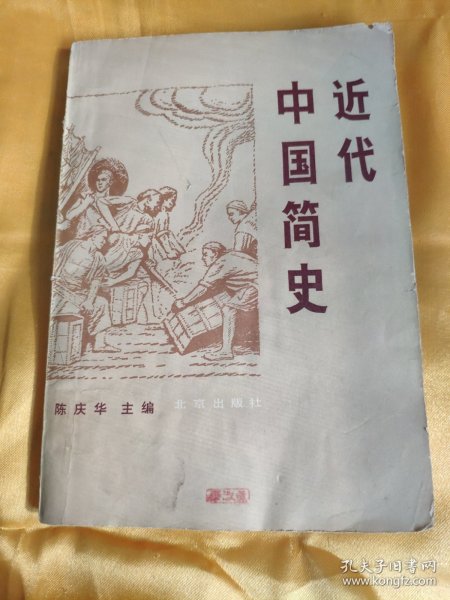 近代
中国简史
陈庆华 主编 北京出版社
孔夫子旧书网
www.kongfz.com